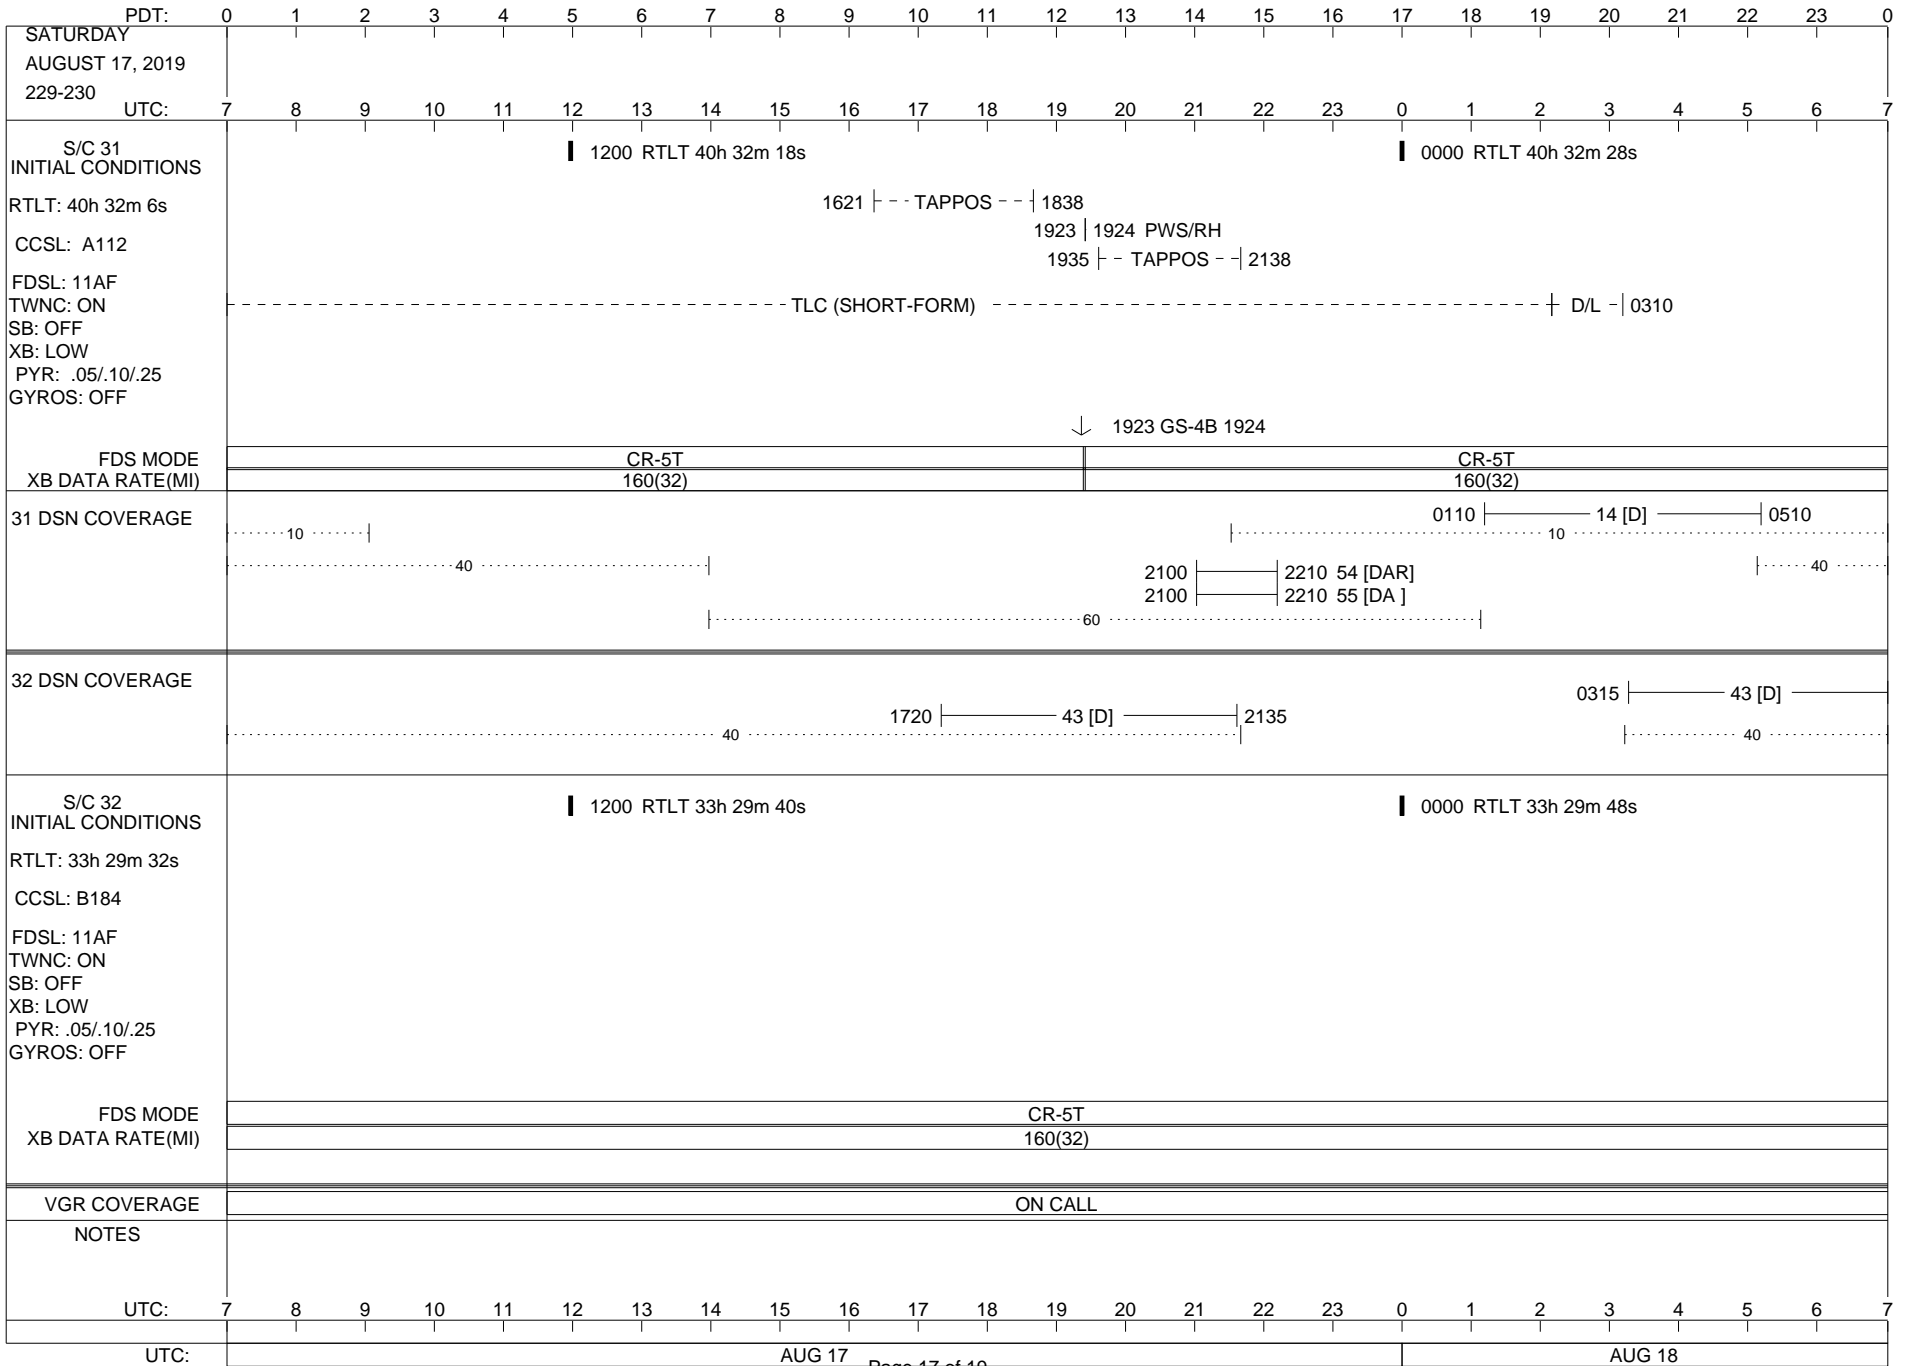 PDT: 0 1 2 3 4 5 6 7 8 9 10 11 12 13 14 15 16 17 18 19 20 21 22 23 0
SATURDAY
AUGUST 17, 2019
229-230
UTC: 7 8 9 10 11 12 13 14 15 16 17 18 19 20 21 22 23 0 1 2 3 4 5 6 7
S/C 31
INITIAL CONDITIONS
1200 RTLT 40h 32m 18s
0000 RTLT 40h 32m 28s
RTLT: 40h 32m 6s
1621 TAPPOS 1838
1923 1924 PWS/RH
CCSL: A112
1935 TAPPOS 2138
FDSL: 11AF
TWNC: ON
TLC (SHORT-FORM) D/L 0310
SB: OFF
XB: LOW
PYR: .05/.10/.25
GYROS: OFF
1923 GS-4B 1924
FDS MODE CR-5T CR-5T
XB DATA RATE(MI) 160(32) 160(32)
31 DSN COVERAGE
0110 14 [D] 0510
10 10
40 40
2100 2210 54 [DAR]
2100 2210 55 [DA ]
60
32 DSN COVERAGE
0315 43 [D]
1720 43 [D] 2135
40 40
S/C 32
INITIAL CONDITIONS
1200 RTLT 33h 29m 40s
0000 RTLT 33h 29m 48s
RTLT: 33h 29m 32s
CCSL: B184
FDSL: 11AF
TWNC: ON
SB: OFF
XB: LOW
PYR: .05/.10/.25
GYROS: OFF
FDS MODE CR-5T
XB DATA RATE(MI) 160(32)
VGR COVERAGE ON CALL
NOTES
UTC: 7 8 9 10 11 12 13 14 15 16 17 18 19 20 21 22 23 0 1 2 3 4 5 6 7
UTC: AUG 17 AUG 18
Page 17 of 19